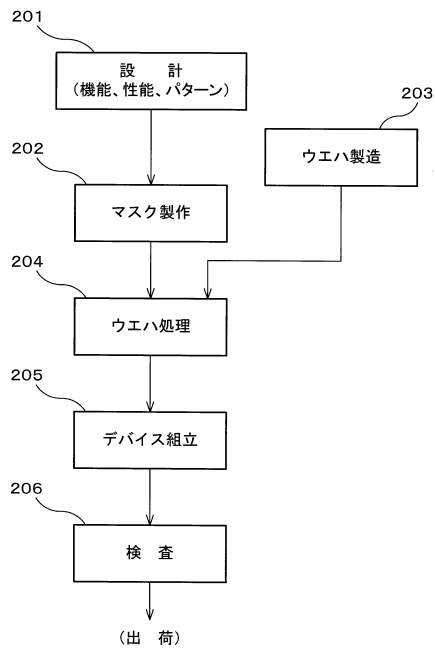 201
設　計
(機能、性能、パターン)
203
ウエハ製造
202
マスク製作
204
ウエハ処理
205
デバイス組立
206
検　査
(出　荷)